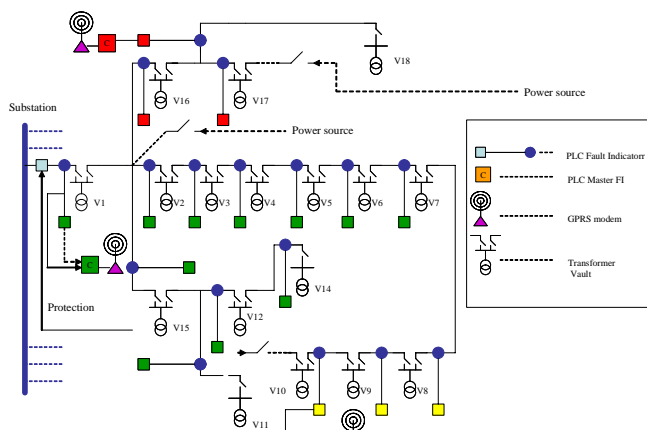 C
V18
V16
V17
Power source
Substation
Power source
V1
V2
V3
V4
V5
V6
V7
C
Protection
V15
V12
V14
V10
V9
V8
V11
PLC Fault Indicatorr
C
PLC Master FI
GPRS modem
Transformer
Vault